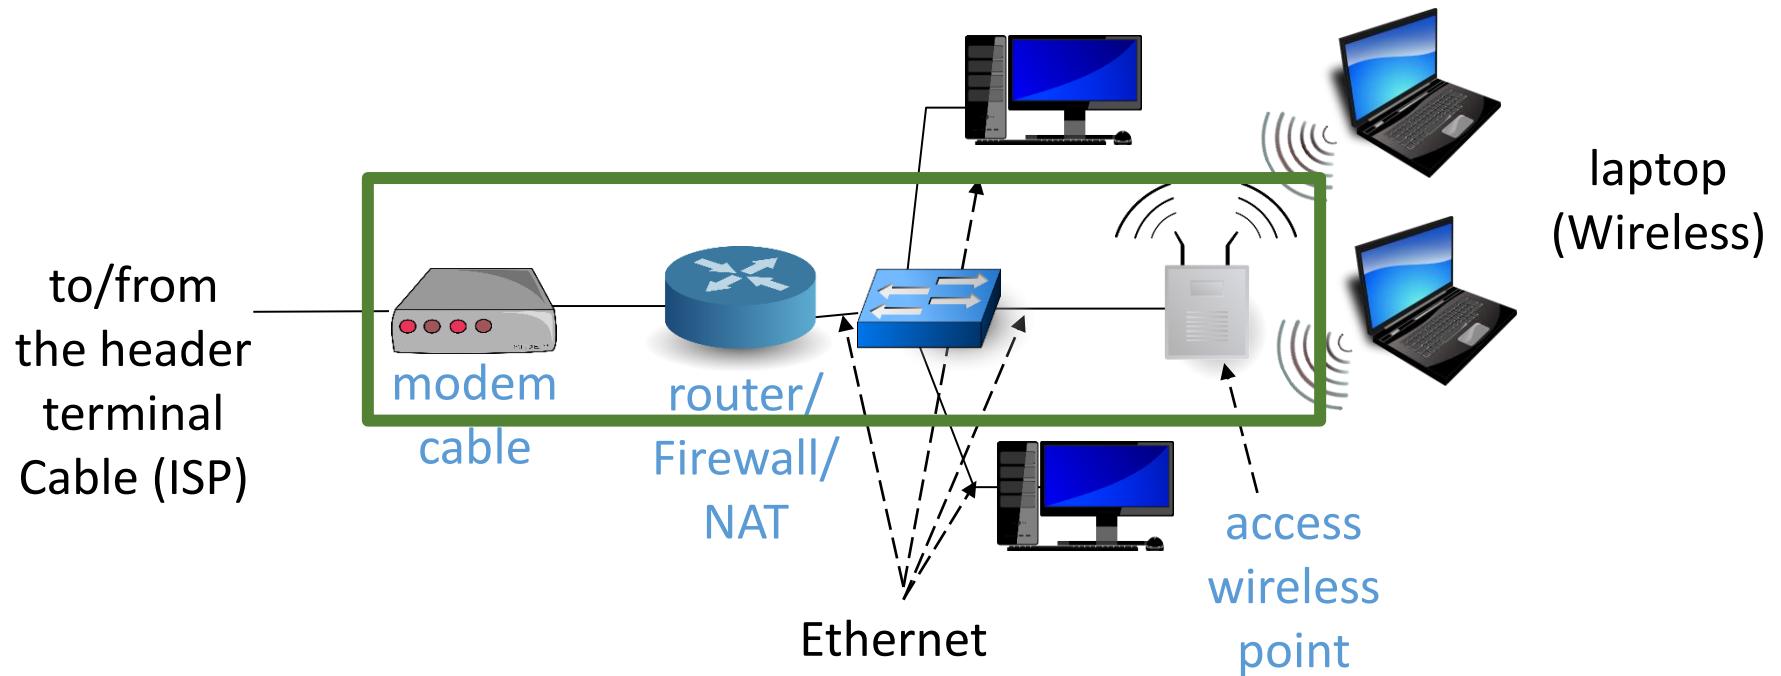 to/from
the header
terminal
Cable (ISP)
modem
cable
router/
Firewall/
NAT
Ethernet
access
wireless
point
laptop
(Wireless)